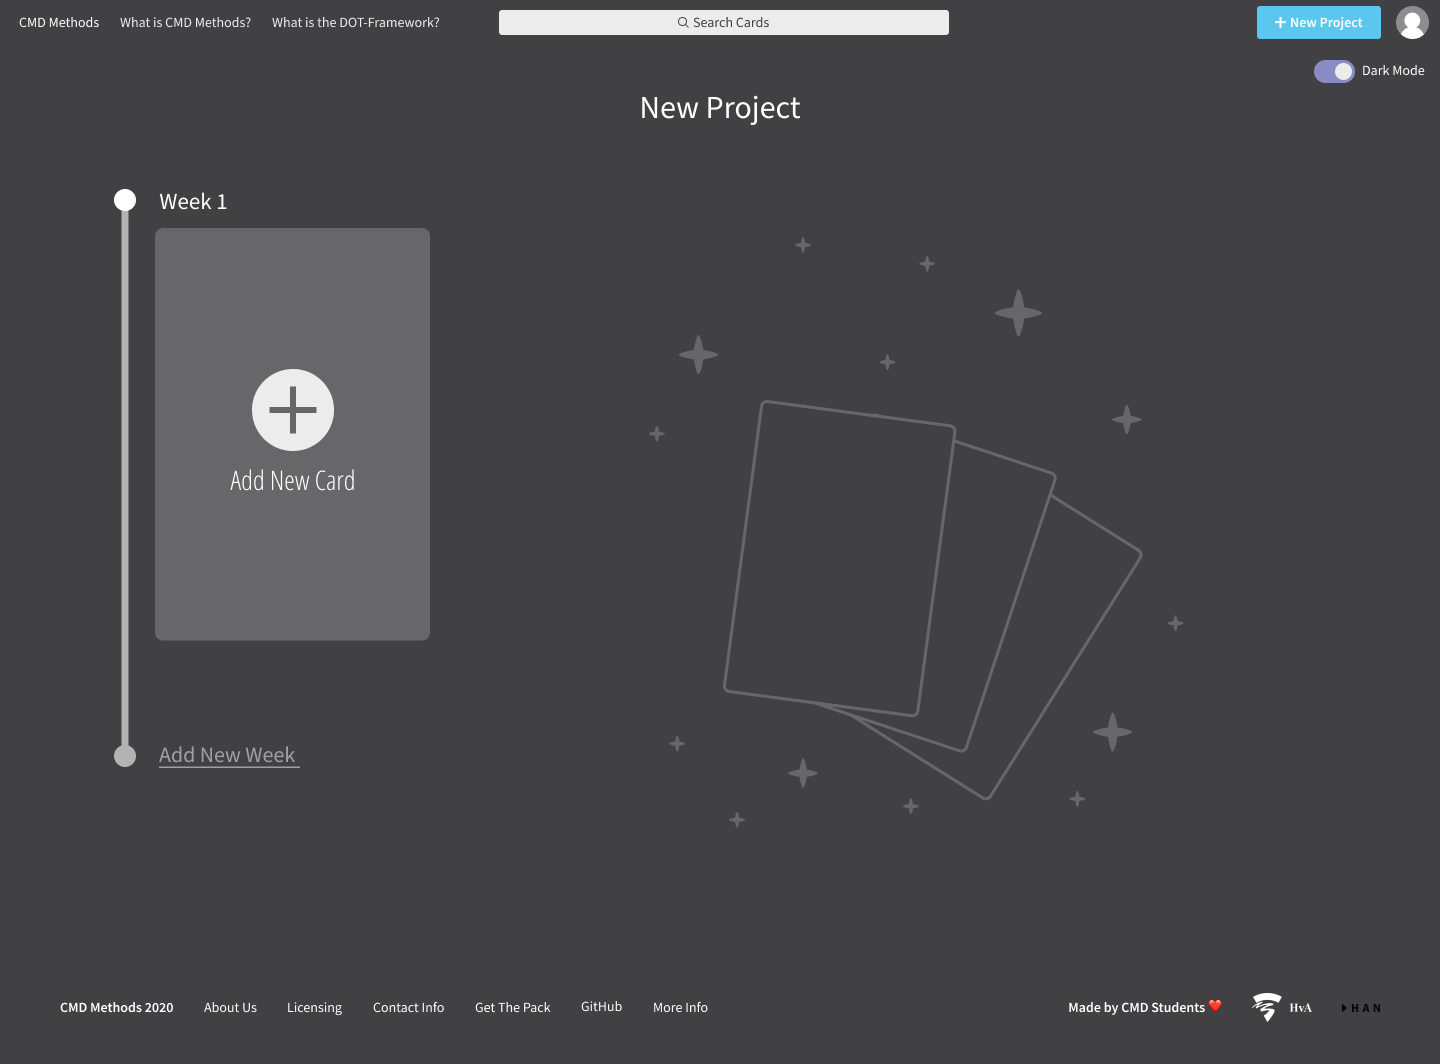 CMD Methods What is CMD Methods? What is the DOT-Framework? Search Cards New Project
Dark Mode
New Project
Week 1
Add New Card
Add New Week
CMD Methods 2020 About Us Licensing Contact Info Get The Pack GitHub More Info Made by CMD Students ❤️ HvA HAN